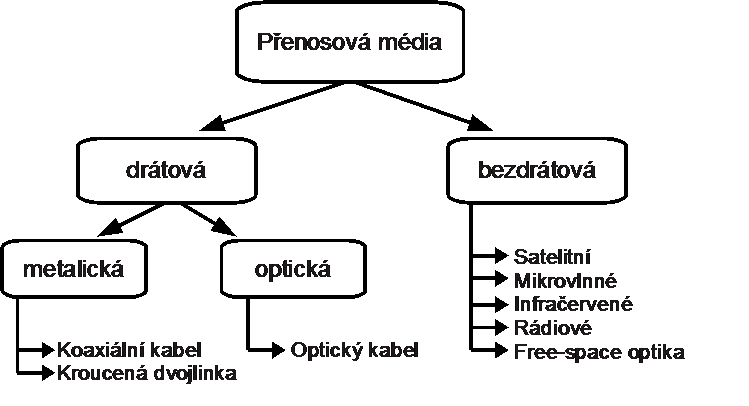 Přenosová média
drátová
bezdrátová
metalická
optická
Satelitní
Mikrovlnné
Infračervené
Rádiové
Free-space optika
Koaxiální kabel
Kroucená dvojlinka
Optický kabel